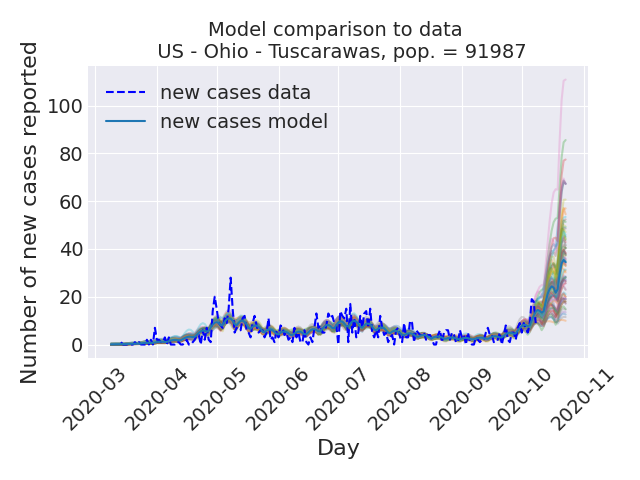 Model comparison to data
US - Ohio - Tuscarawas, pop. = 91987
Number of new cases reported
100
80
60
40
20
0
new cases data
new cases model
2020-03
2020-04
2020-05
2020-06
2020-07
2020-08
2020-09
2020-10
2020-11
Day